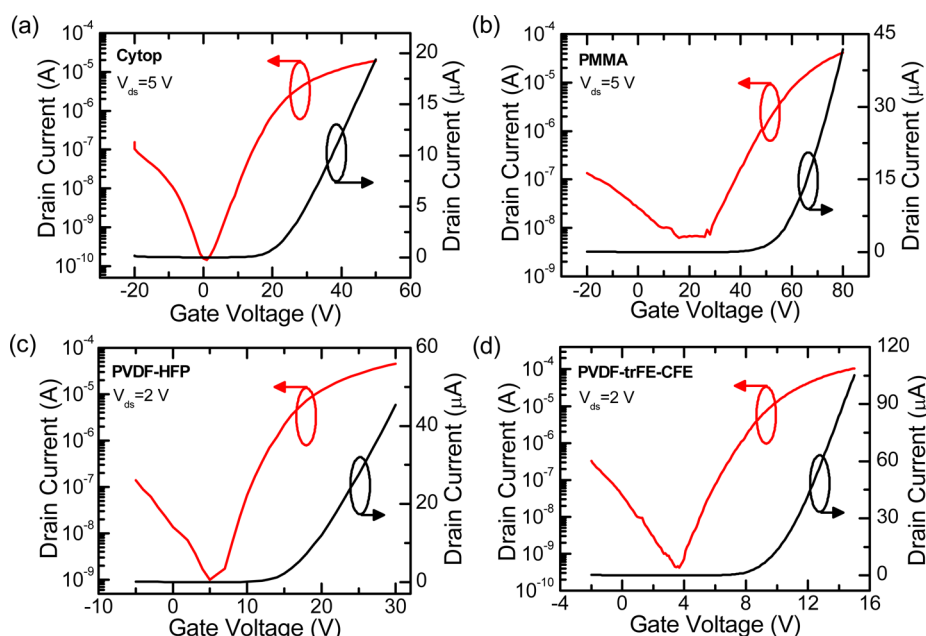 (a)
Cytop
V_ds=5 V
Drain Current (A)
10^-4
10^-5
10^-6
10^-7
10^-8
10^-9
10^-10
-20 0 20 40 60
Gate Voltage (V)
20
15
10
5
0
Drain Current (μA)
(b)
PMMA
V_ds=5 V
Drain Current (A)
10^-4
10^-5
10^-6
10^-7
10^-8
10^-9
-20 0 20 40 60 80
Gate Voltage (V)
45
30
15
0
Drain Current (μA)
(c)
PVDF-HFP
V_ds=2 V
Drain Current (A)
10^-4
10^-5
10^-6
10^-7
10^-8
10^-9
-10 0 10 20 30
Gate Voltage (V)
60
40
20
0
Drain Current (μA)
(d)
PVDF-trFE-CFE
V_ds=2 V
Drain Current (A)
10^-4
10^-5
10^-6
10^-7
10^-8
10^-9
10^-10
-4 0 4 8 12 16
Gate Voltage (V)
120
90
60
30
0
Drain Current (μA)